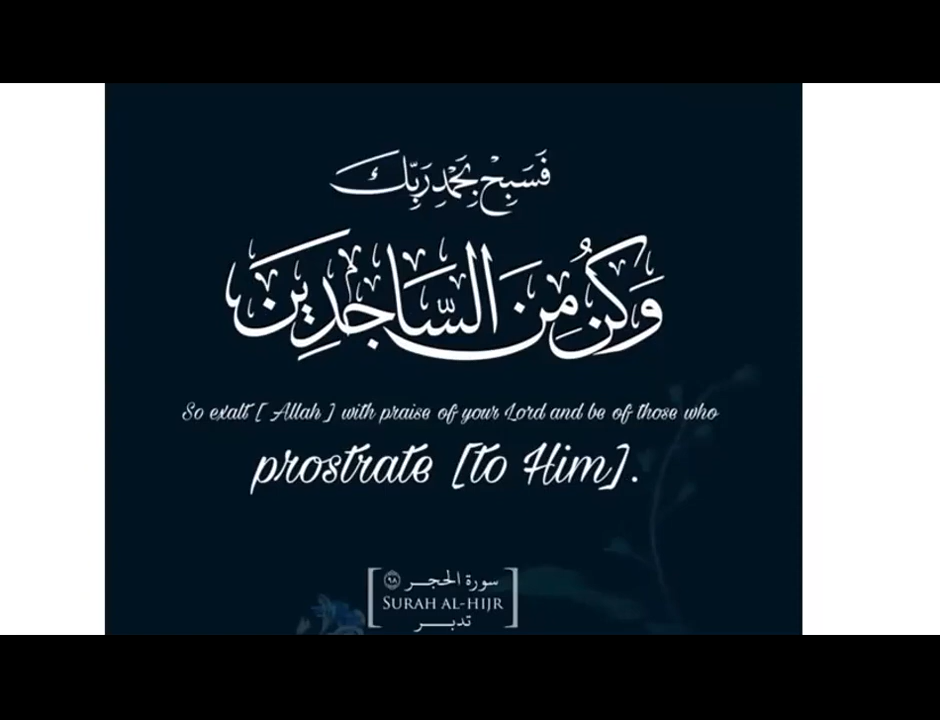 فَسَبِّحْ بِحَمْدِ رَبِّكَ
وَكُن مِّنَ السَّاجِدِينَ
So exalt [ Allah ] with praise of your Lord and be of those who
prostrate [to Him].
سورة الحجر ٩٨
SURAH AL-HIJR
تدبر